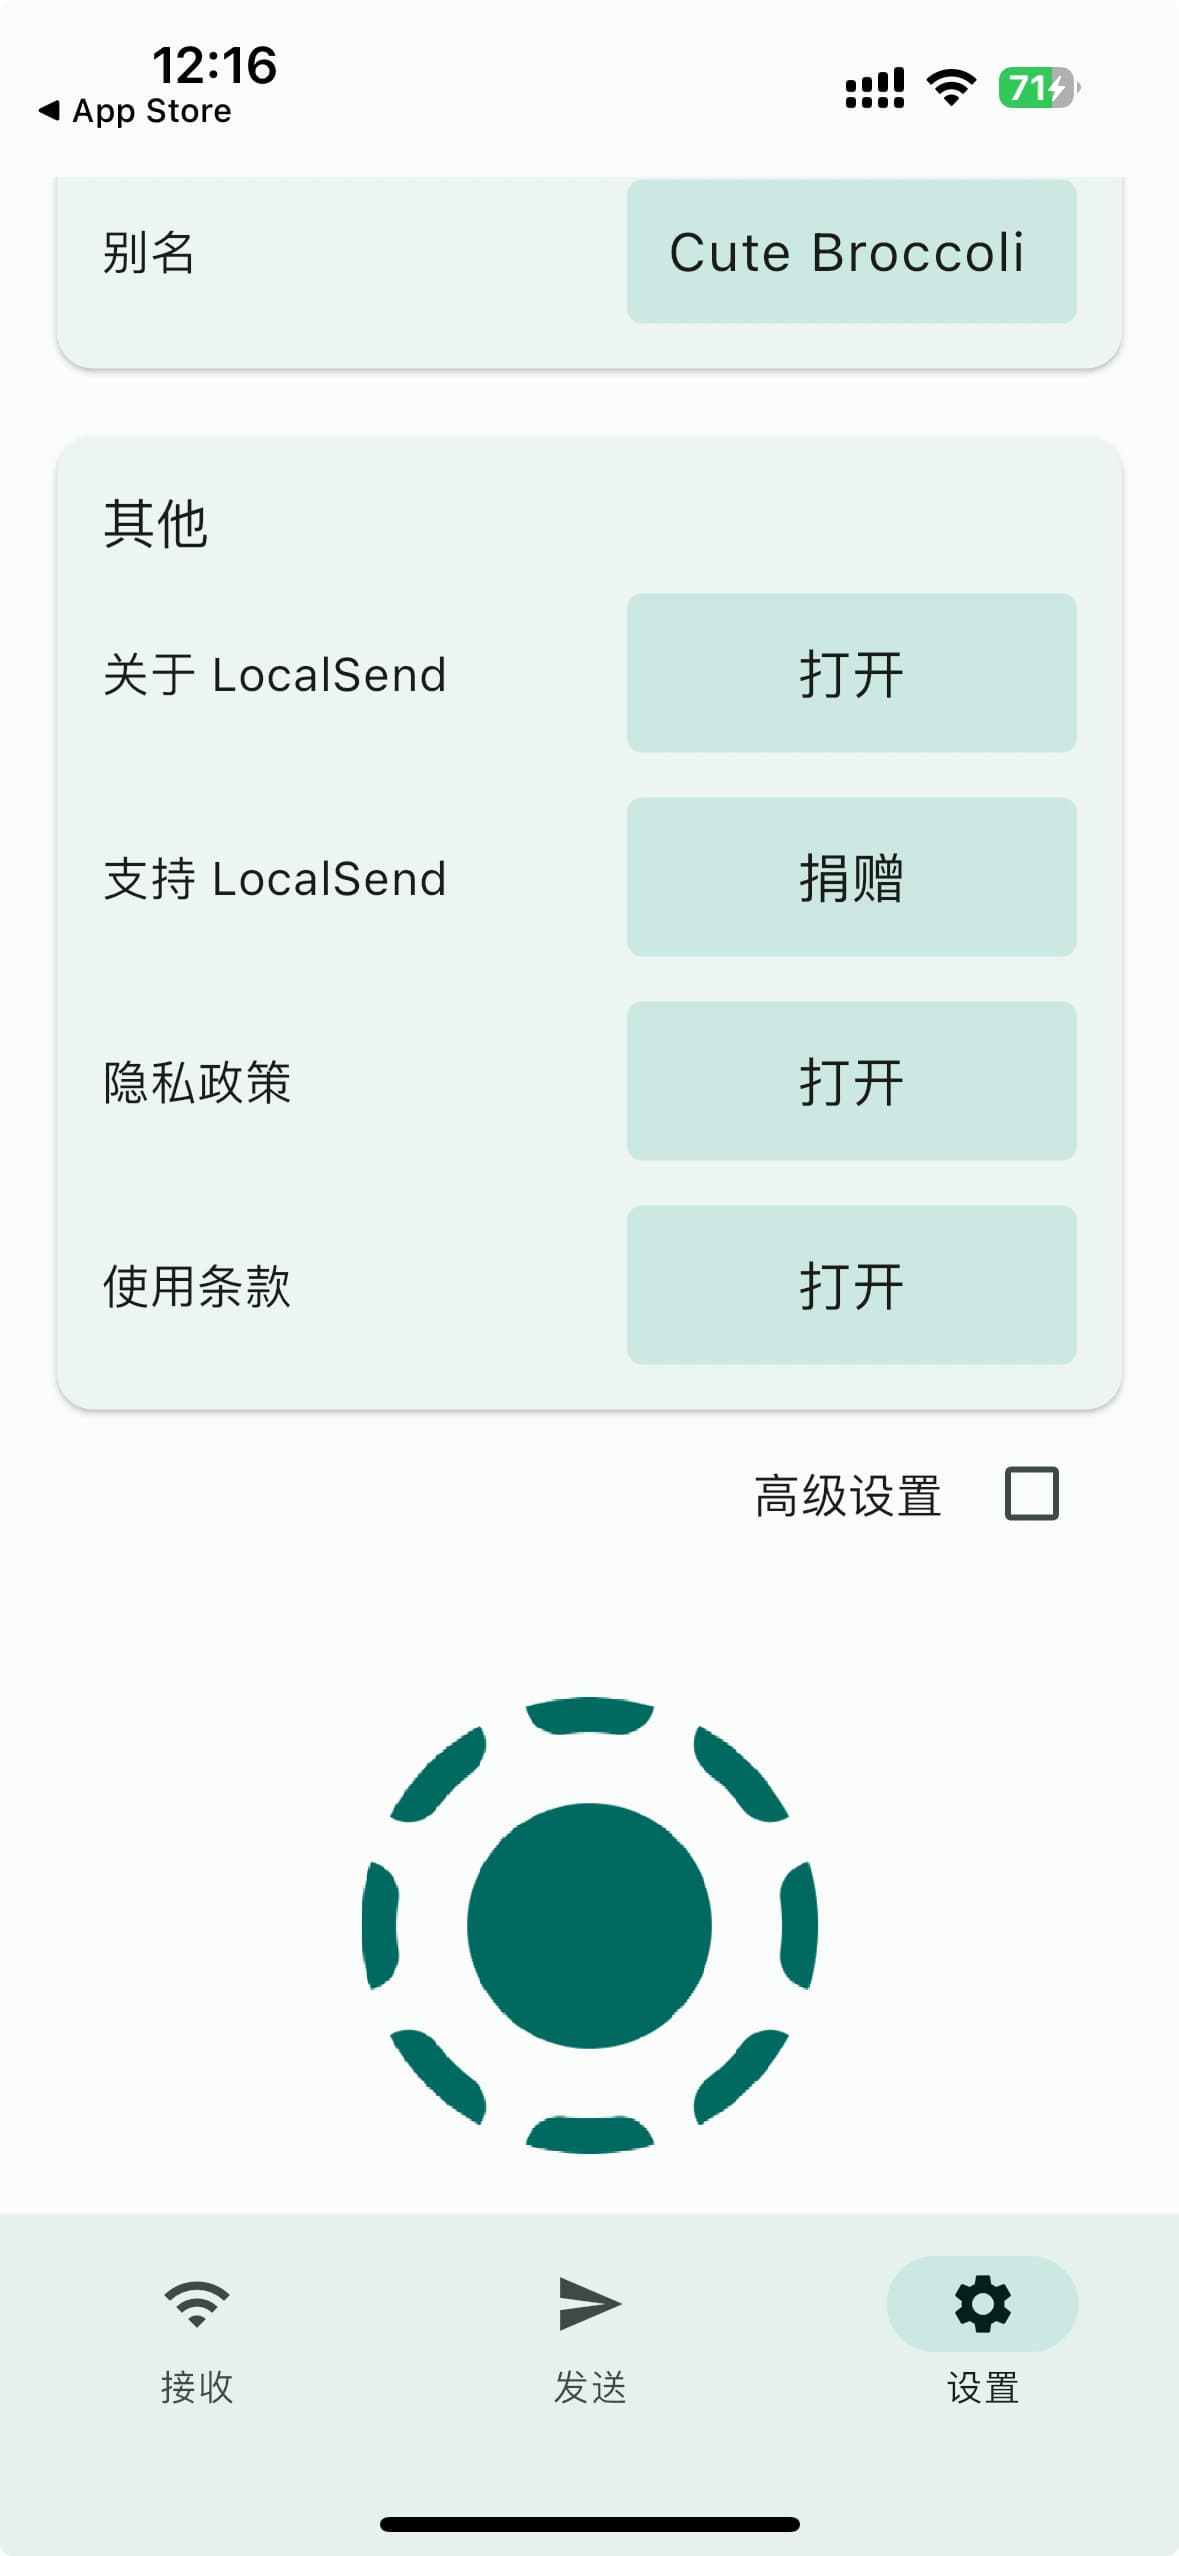 12:16
App Store
71
别名
Cute Broccoli
其他
关于 LocalSend
打开
支持 LocalSend
捐赠
隐私政策
打开
使用条款
打开
高级设置
接收
发送
设置